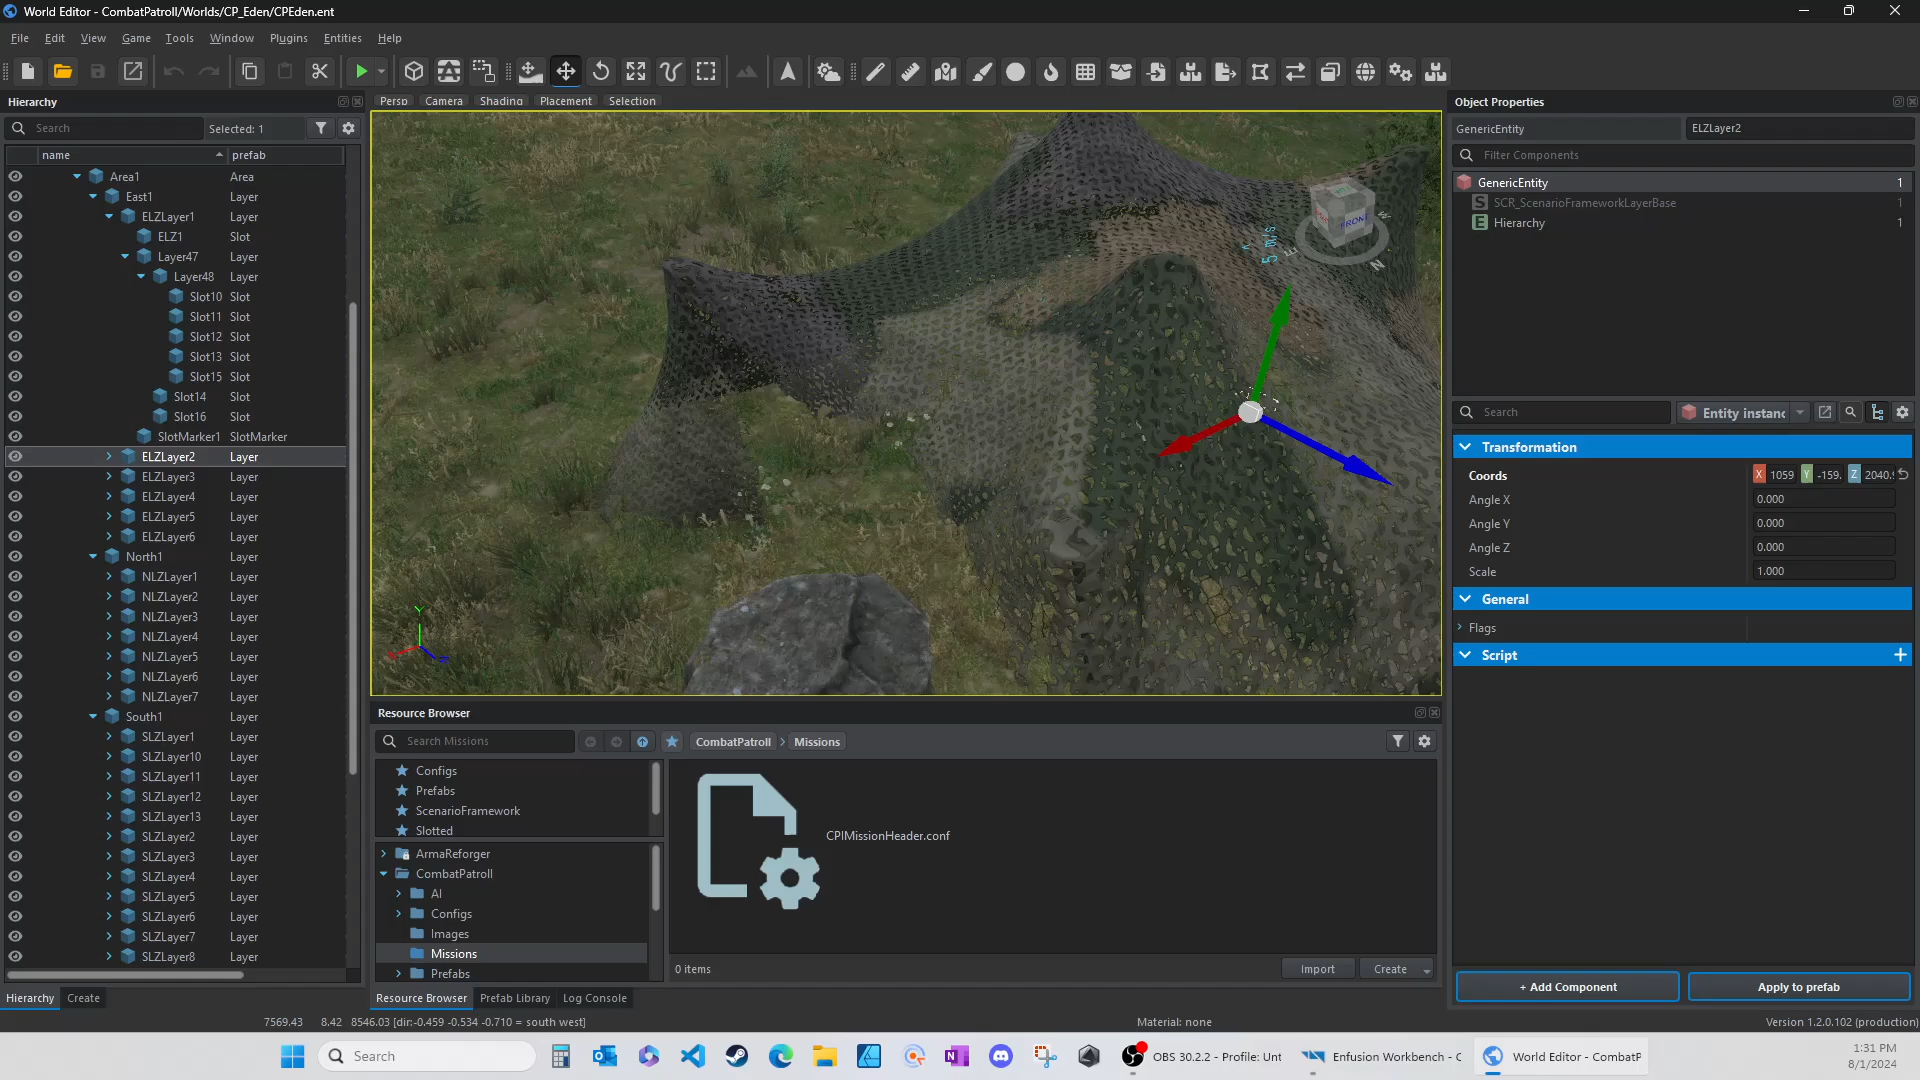 World Editor - CombatPatroll/Worlds/CP_Eden/CPEden.ent
File Edit View Game Tools Window Plugins Entities Help
Hierarchy
Search
Selected: 1
name prefab
Area1 Area
East1 Layer
ELZLayer1 Layer
ELZ1 Slot
Layer47 Layer
Layer48 Layer
Slot10 Slot
Slot11 Slot
Slot12 Slot
Slot13 Slot
Slot15 Slot
Slot14 Slot
Slot16 Slot
SlotMarker1 SlotMarker
ELZLayer2 Layer
ELZLayer3 Layer
ELZLayer4 Layer
ELZLayer5 Layer
ELZLayer6 Layer
North1 Layer
NLZLayer1 Layer
NLZLayer2 Layer
NLZLayer3 Layer
NLZLayer4 Layer
NLZLayer5 Layer
NLZLayer6 Layer
NLZLayer7 Layer
South1 Layer
SLZLayer1 Layer
SLZLayer10 Layer
SLZLayer11 Layer
SLZLayer12 Layer
SLZLayer13 Layer
SLZLayer2 Layer
SLZLayer3 Layer
SLZLayer4 Layer
SLZLayer5 Layer
SLZLayer6 Layer
SLZLayer7 Layer
SLZLayer8 Layer
Hierarchy Create
Persp Camera Shading Placement Selection
FRONT
N
E
Y
Resource Browser
Search Missions
CombatPatroll > Missions
Configs
Prefabs
ScenarioFramework
Slotted
ArmaReforger
CombatPatroll
AI
Configs
Images
Missions
Prefabs
CPIMissionHeader.conf
0 items
Import
Create
Resource Browser Prefab Library Log Console
Object Properties
GenericEntity
ELZLayer2
Filter Components
GenericEntity 1
S SCR_ScenarioFrameworkLayerBase 1
E Hierarchy 1
Search
Entity instanc
Transformation
Coords X 1059 Y -159. Z 2040.
Angle X 0.000
Angle Y 0.000
Angle Z 0.000
Scale 1.000
General
Flags
Script
+ Add Component
Apply to prefab
7569.43 8.42 8546.03 [dir:-0.459 -0.534 -0.710 = south west]
Material: none
Version 1.2.0.102 (production)
Search
OBS 30.2.2 - Profile: Unt
Enfusion Workbench - C
World Editor - CombatP
1:31 PM
8/1/2024